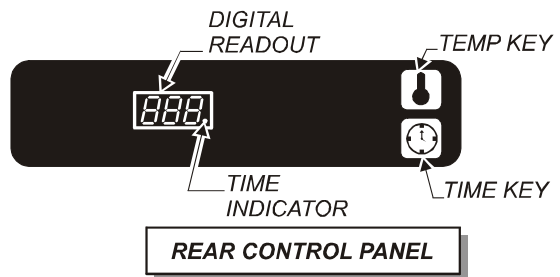 DIGITAL
READOUT
TEMP KEY
888.
TIME
INDICATOR
TIME KEY
REAR CONTROL PANEL